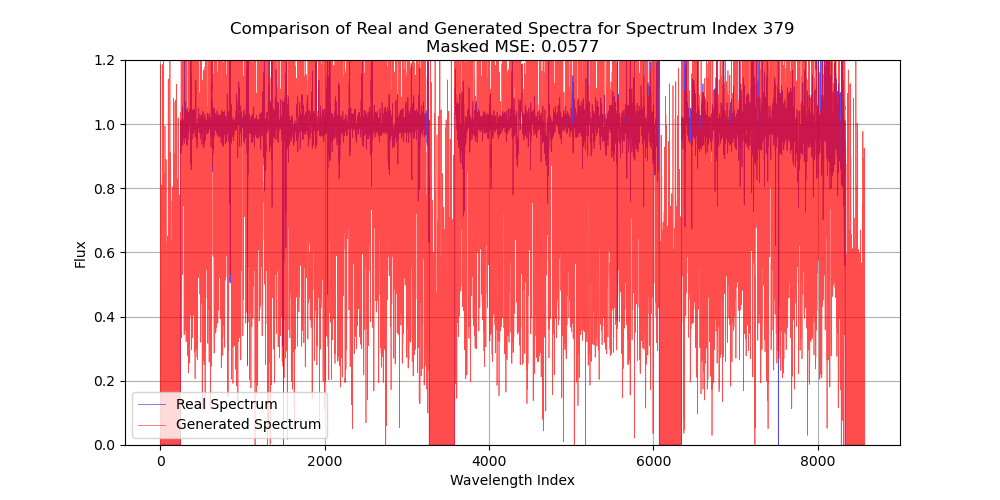 Comparison of Real and Generated Spectra for Spectrum Index 379
Masked MSE: 0.0577
1.2
1.0
0.8
0.6
0.4
0.2
0.0
Flux
Real Spectrum
Generated Spectrum
0 2000 4000 6000 8000
Wavelength Index